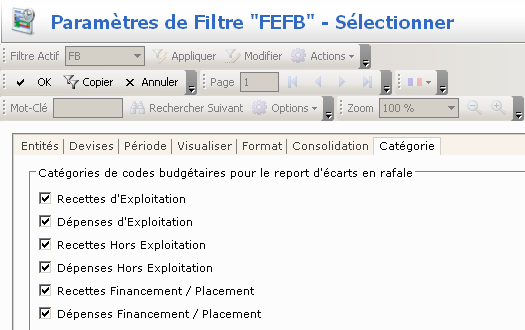 Paramètres de Filtre "FEFB" - Sélectionner
Filtre Actif FB Appliquer Modifier Actions
OK Copier Annuler Page 1
Mot-Clé Rechercher Suivant Options Zoom 100 %
Entités Devises Période Visualiser Format Consolidation Catégorie
Catégories de codes budgétaires pour le report d'écarts en rafale
Recettes d'Exploitation
Dépenses d'Exploitation
Recettes Hors Exploitation
Dépenses Hors Exploitation
Recettes Financement / Placement
Dépenses Financement / Placement